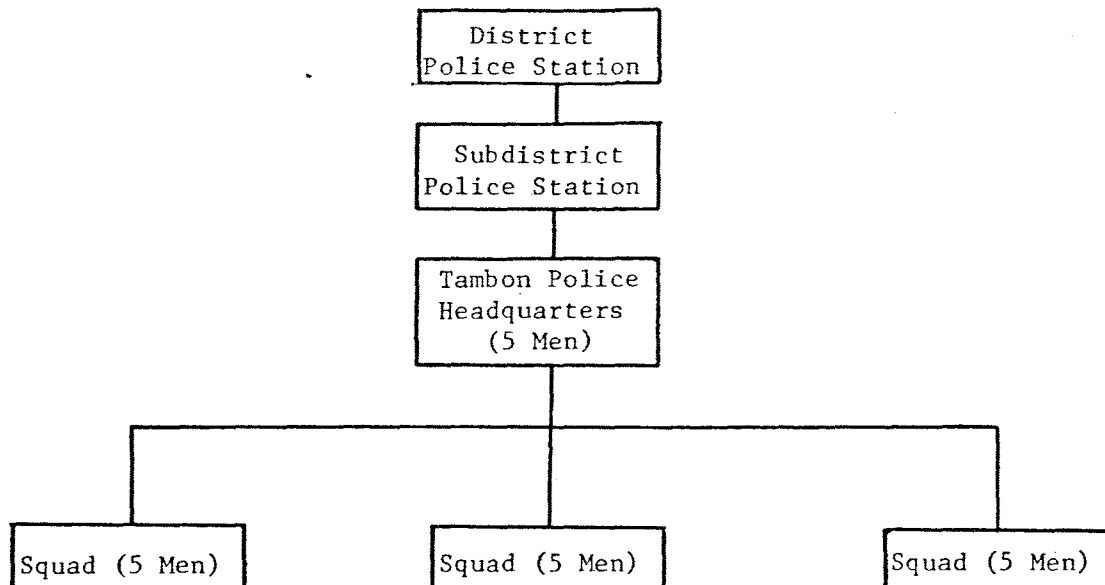 District
Police Station
Subdistrict
Police Station
Tambon Police
Headquarters
(5 Men)
Squad (5 Men)
Squad (5 Men)
Squad (5 Men)